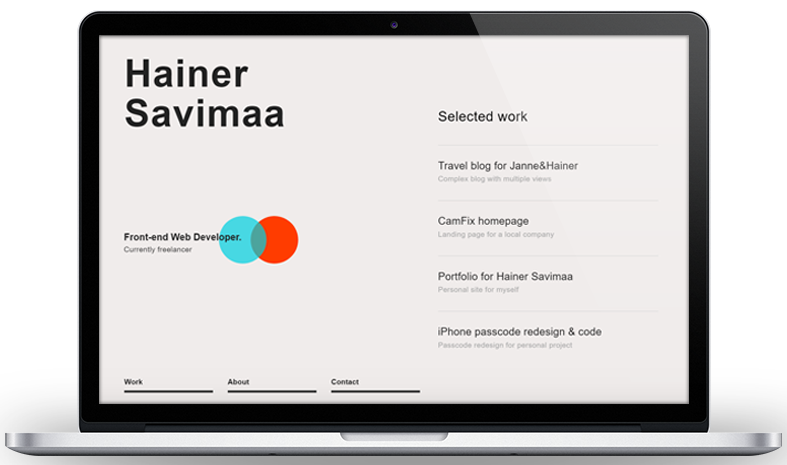 Hainer
Savimaa
Front-end Web Developer.
Currently freelancer
Work
About
Contact
Selected work
Travel blog for Janne&Hainer
Complex blog with multiple views
CamFix homepage
Landing page for a local company
Portfolio for Hainer Savimaa
Personal site for myself
iPhone passcode redesign & code
Passcode redesign for personal project